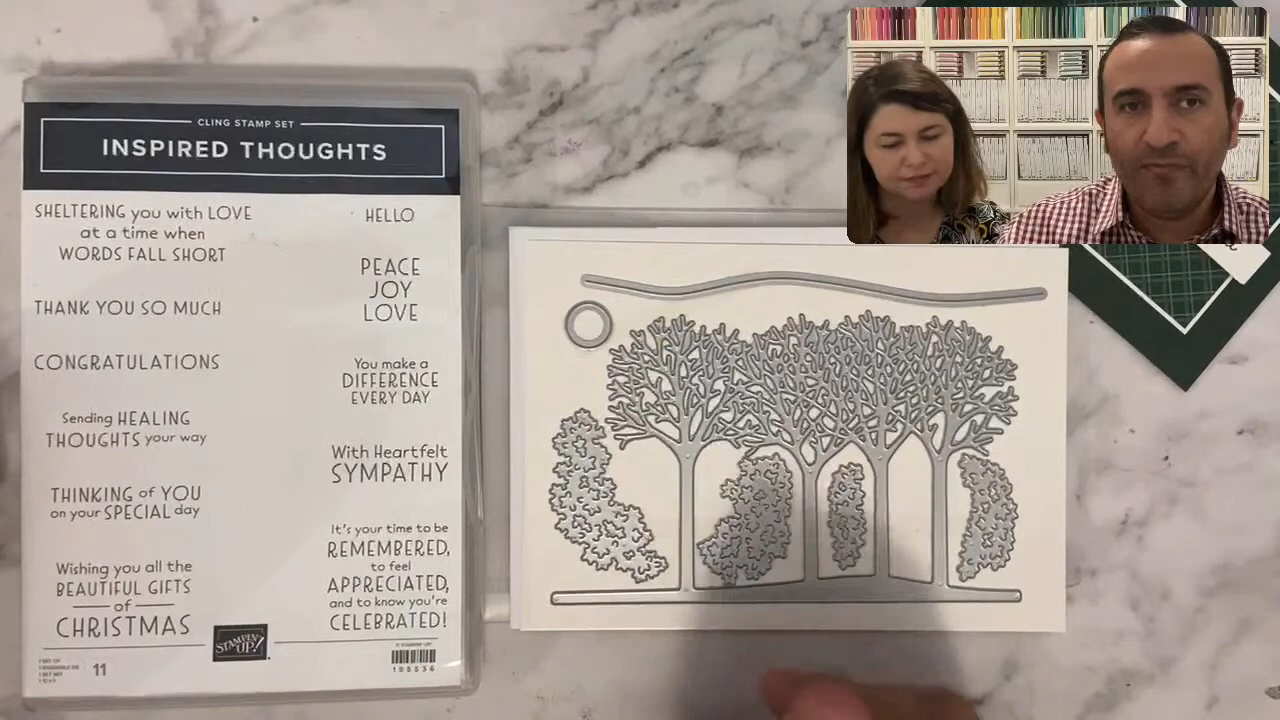 CLING STAMP SET
INSPIRED THOUGHTS
SHELTERING you with LOVE
at a time when
WORDS FALL SHORT
THANK YOU SO MUCH
CONGRATULATIONS
Sending HEALING
THOUGHTS your way
THINKING of YOU
on your SPECIAL day
Wishing you all the
BEAUTIFUL GIFTS
of
CHRISTMAS
HELLO
PEACE
JOY
LOVE
You make a
DIFFERENCE
EVERY DAY
With Heartfelt
SYMPATHY
It's your time to be
REMEMBERED,
to feel
APPRECIATED,
and to know you're
CELEBRATED!
STAMPIN' UP!
11
155536